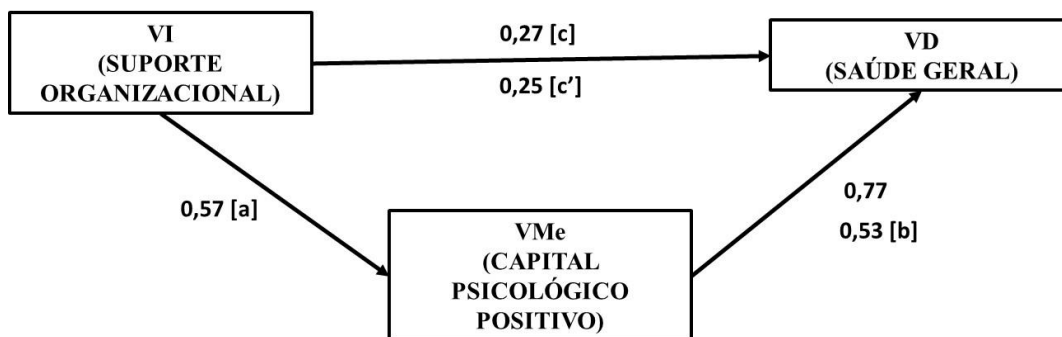 VI
(SUPORTE
ORGANIZACIONAL)
0,27 [c]
0,25 [c’]
VD
(SAÚDE GERAL)
0,57 [a]
VMe
(CAPITAL
PSICOLÓGICO
POSITIVO)
0,77
0,53 [b]